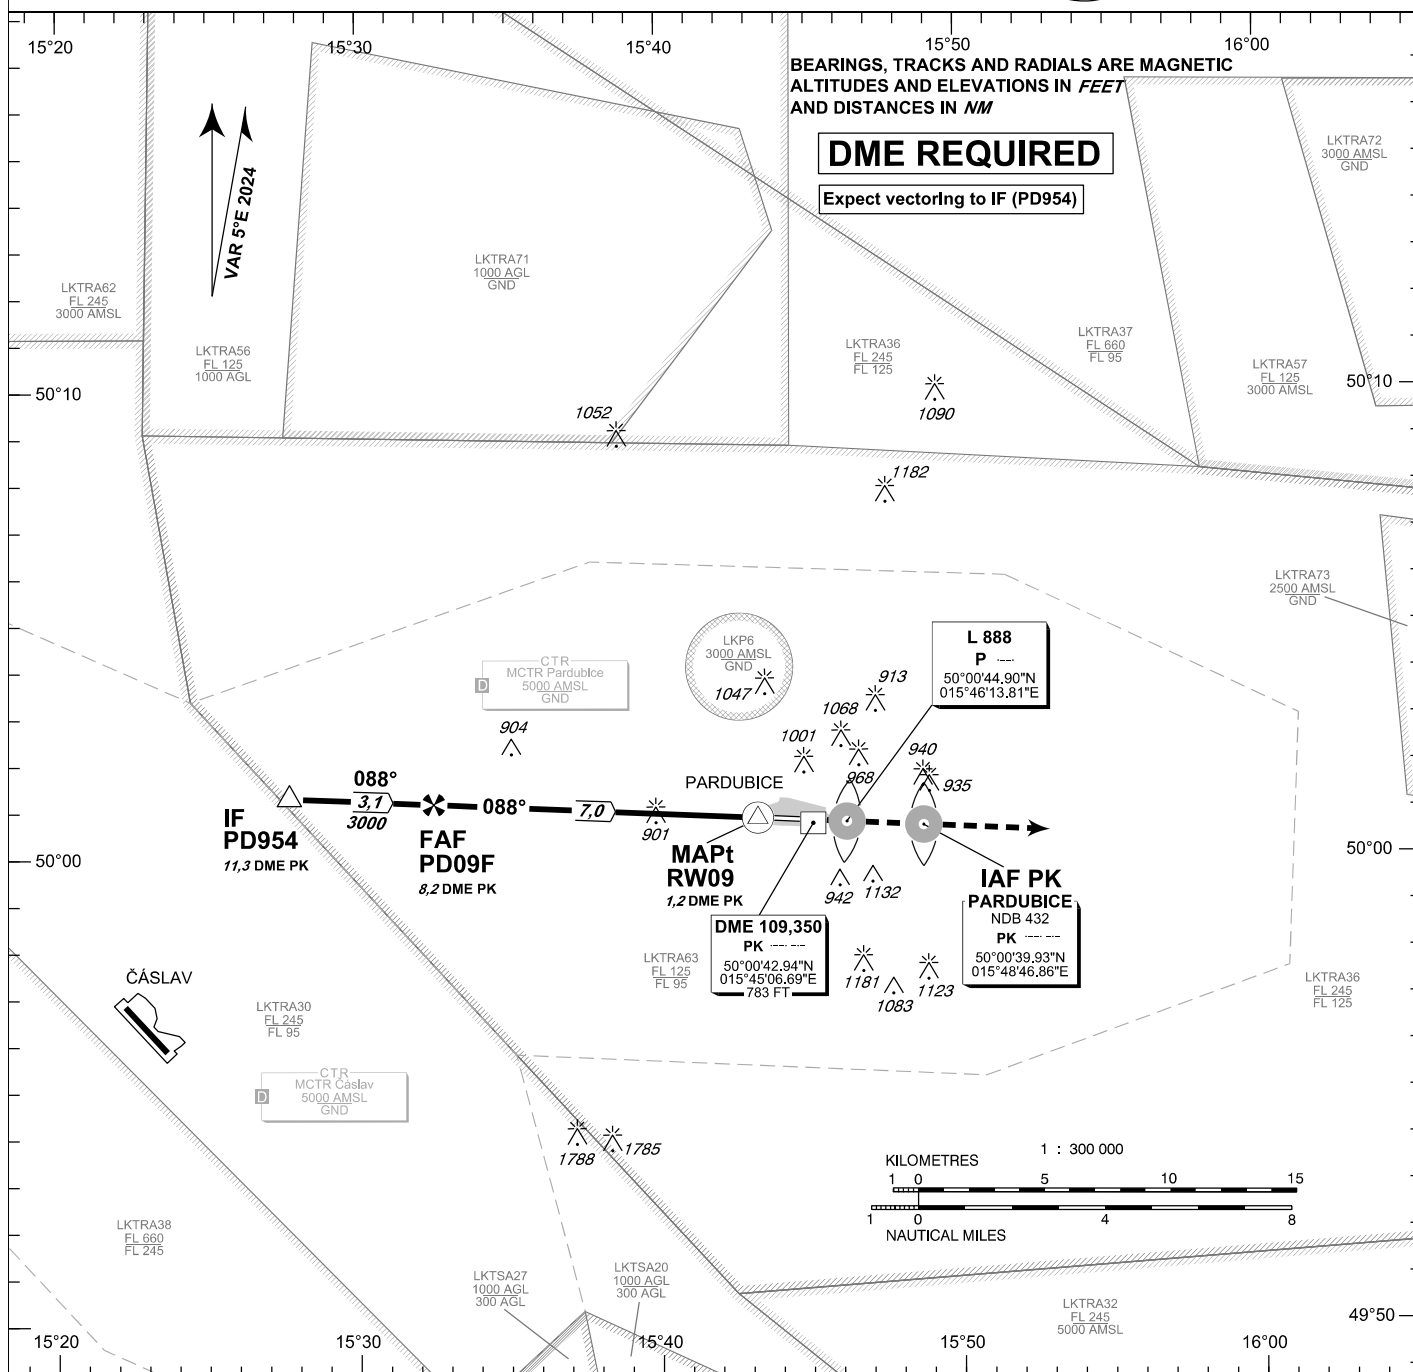 15°20'
15°30'
15°40'
15°50'
16°00'
BEARINGS, TRACKS AND RADIALS ARE MAGNETIC
ALTITUDES AND ELEVATIONS IN FEET
AND DISTANCES IN NM
DME REQUIRED
Expect vectoring to IF (PD954)
VAR 5°E 2024
LKTRA72
3000 AMSL
GND
LKTRA71
1000 AGL
GND
LKTRA62
FL 245
3000 AMSL
LKTRA56
FL 125
1000 AGL
LKTRA36
FL 245
FL 125
LKTRA37
FL 660
FL 95
LKTRA57
FL 125
3000 AMSL
50°10
50°10
1052
1090
1182
LKTRA73
2500 AMSL
GND
LKP6
3000 AMSL
GND
1047
CTR
MCTR Pardubice
5000 AMSL
GND
D
L 888
P
50°00'44.90"N
015°46'13.81"E
913
1068
1001
968
940
935
904
PARDUBICE
088°
3,1
3000
088°
7,0
901
IF
PD954
11,3 DME PK
FAF
PD09F
8,2 DME PK
MAPt
RW09
1,2 DME PK
50°00
50°00
942
1132
IAF PK
PARDUBICE
NDB 432
PK
50°00'39.93"N
015°48'46.86"E
DME 109,350
PK
50°00'42.94"N
015°45'06.69"E
783 FT
LKTRA63
FL 125
FL 95
1181
1083
1123
LKTRA36
FL 245
FL 125
ČÁSLAV
LKTRA30
FL 245
FL 95
CTR
MCTR Čáslav
5000 AMSL
GND
D
1788
1785
1 : 300 000
KILOMETRES
1 0 5 10 15
1 0 4 8
NAUTICAL MILES
LKTRA38
FL 660
FL 245
LKTSA27
1000 AGL
300 AGL
LKTSA20
1000 AGL
300 AGL
LKTRA32
FL 245
5000 AMSL
49°50
15°20
15°30
15°40
15°50
16°00